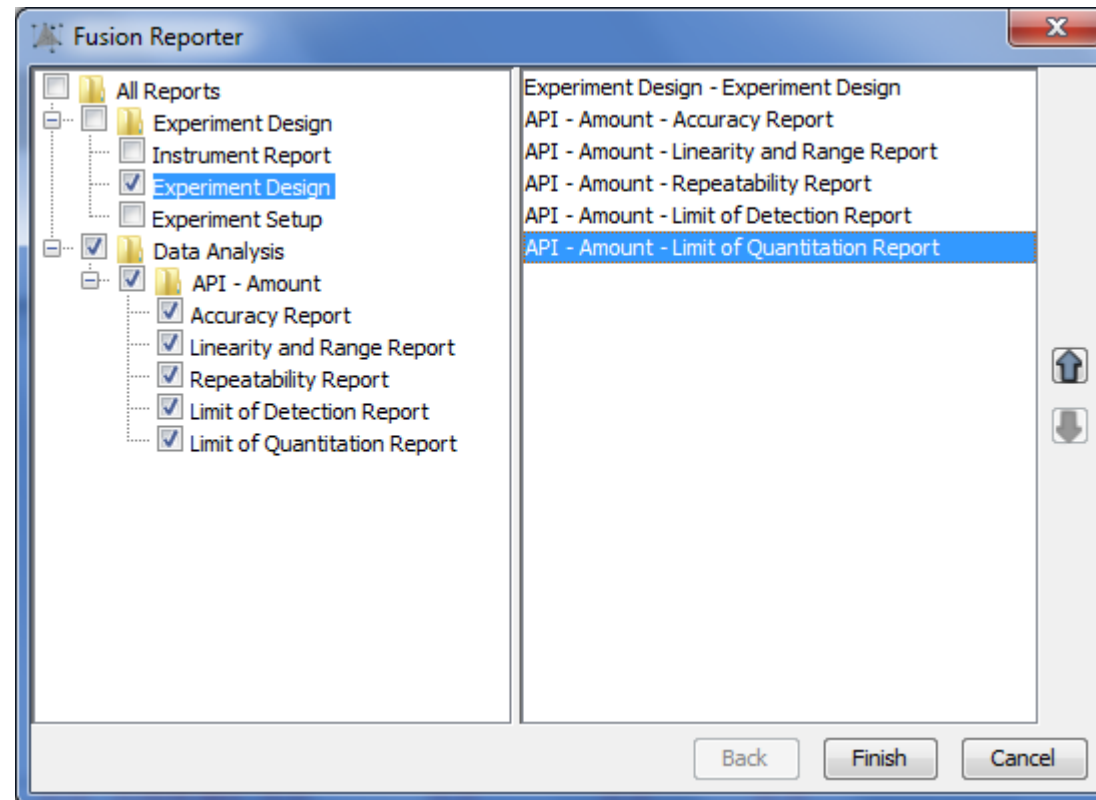 Fusion Reporter
All Reports
Experiment Design
Instrument Report
Experiment Design
Experiment Setup
Data Analysis
API - Amount
Accuracy Report
Linearity and Range Report
Repeatability Report
Limit of Detection Report
Limit of Quantitation Report
Experiment Design - Experiment Design
API - Amount - Accuracy Report
API - Amount - Linearity and Range Report
API - Amount - Repeatability Report
API - Amount - Limit of Detection Report
API - Amount - Limit of Quantitation Report
Back Finish Cancel